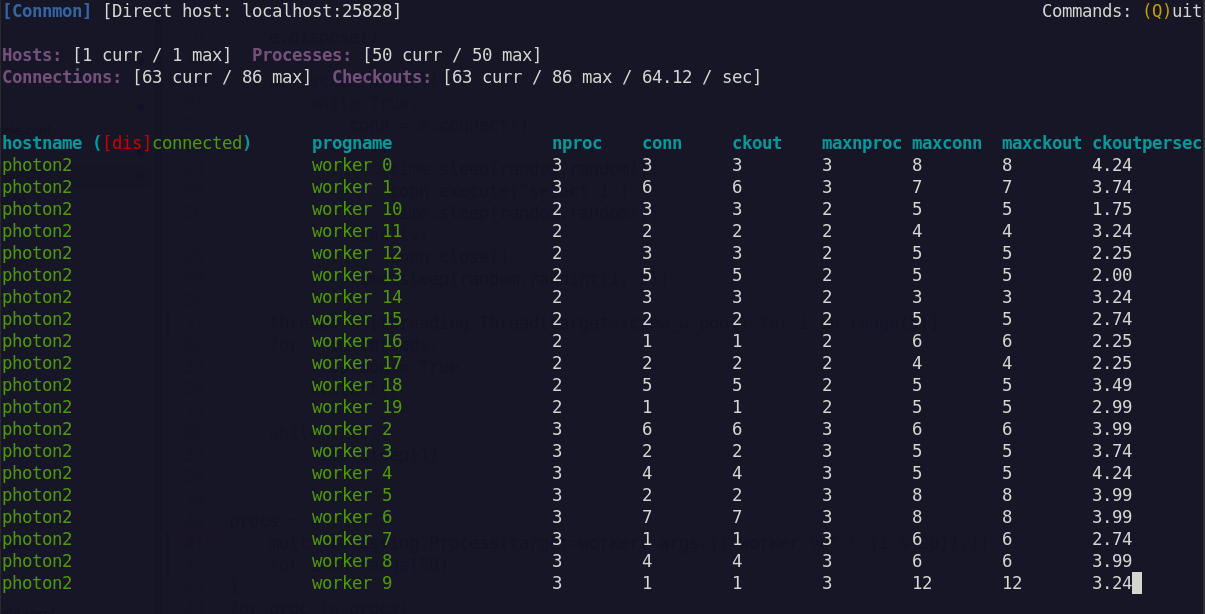 [Connmon] [Direct host: localhost:25828] Commands: (Q)uit
Hosts: [1 curr / 1 max] Processes: [50 curr / 50 max]
Connections: [63 curr / 86 max] Checkouts: [63 curr / 86 max / 64.12 / sec]
hostname ([dis]connected) progname nproc conn ckout maxnproc maxconn maxckout ckoutpersec
photon2 worker 0 3 3 3 3 8 8 4.24
photon2 worker 1 3 6 6 3 7 7 3.74
photon2 worker 10 2 3 3 2 5 5 1.75
photon2 worker 11 2 2 2 2 4 4 3.24
photon2 worker 12 2 3 3 2 5 5 2.25
photon2 worker 13 2 5 5 2 5 5 2.00
photon2 worker 14 2 3 3 2 3 3 3.24
photon2 worker 15 2 2 2 2 5 5 2.74
photon2 worker 16 2 1 1 2 6 6 2.25
photon2 worker 17 2 2 2 2 4 4 2.25
photon2 worker 18 2 5 5 2 5 5 3.49
photon2 worker 19 2 1 1 2 5 5 2.99
photon2 worker 2 3 6 6 3 6 6 3.99
photon2 worker 3 3 2 2 3 5 5 3.74
photon2 worker 4 3 4 4 3 5 5 4.24
photon2 worker 5 3 2 2 3 8 8 3.99
photon2 worker 6 3 7 7 3 8 8 3.99
photon2 worker 7 3 1 1 3 6 6 2.74
photon2 worker 8 3 4 4 3 6 6 3.99
photon2 worker 9 3 1 1 3 12 12 3.24